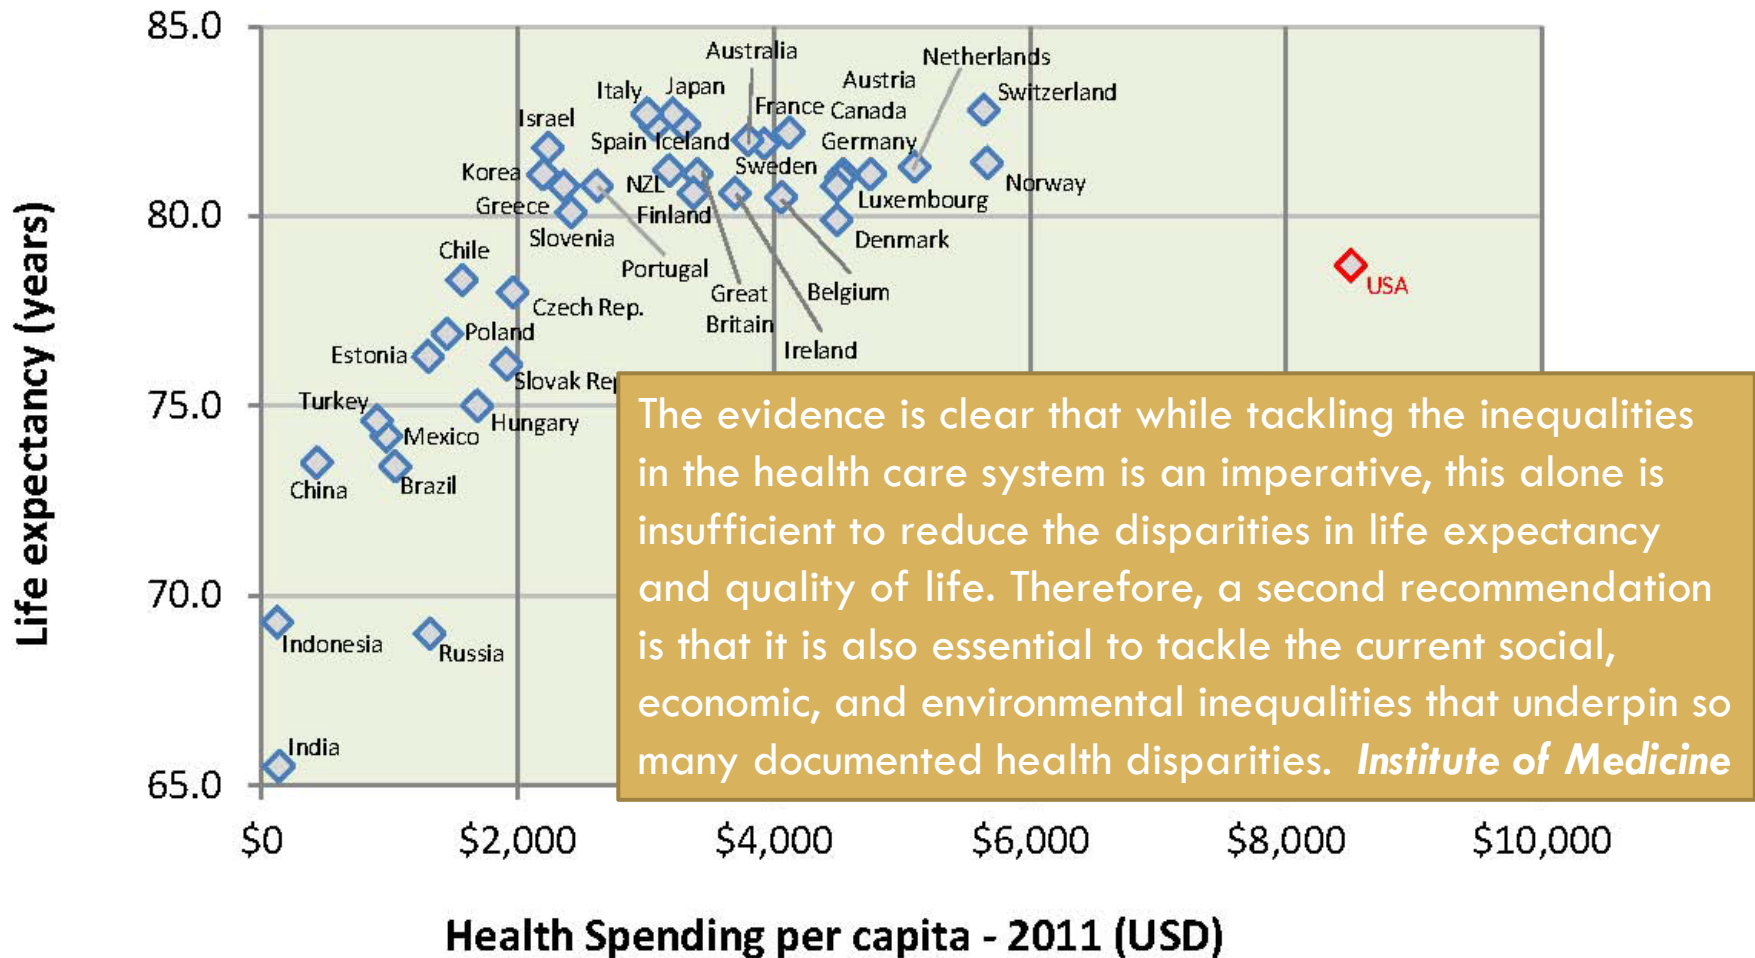 Life expectancy (years)
85.0
80.0
75.0
70.0
65.0
Australia
Netherlands
Austria
Italy
Japan
Switzerland
France
Canada
Israel
Spain
Iceland
Germany
Korea
Sweden
NZL
Norway
Greece
Finland
Luxembourg
Slovenia
Denmark
Chile
Portugal
USA
Great
Britain
Belgium
Czech Rep.
Poland
Ireland
Estonia
Slovak Rep
Turkey
Hungary
Mexico
China
Brazil
Indonesia
Russia
India
The evidence is clear that while tackling the inequalities
in the health care system is an imperative, this alone is
insufficient to reduce the disparities in life expectancy
and quality of life. Therefore, a second recommendation
is that it is also essential to tackle the current social,
economic, and environmental inequalities that underpin so
many documented health disparities. Institute of Medicine
$0
$2,000
$4,000
$6,000
$8,000
$10,000
Health Spending per capita - 2011 (USD)